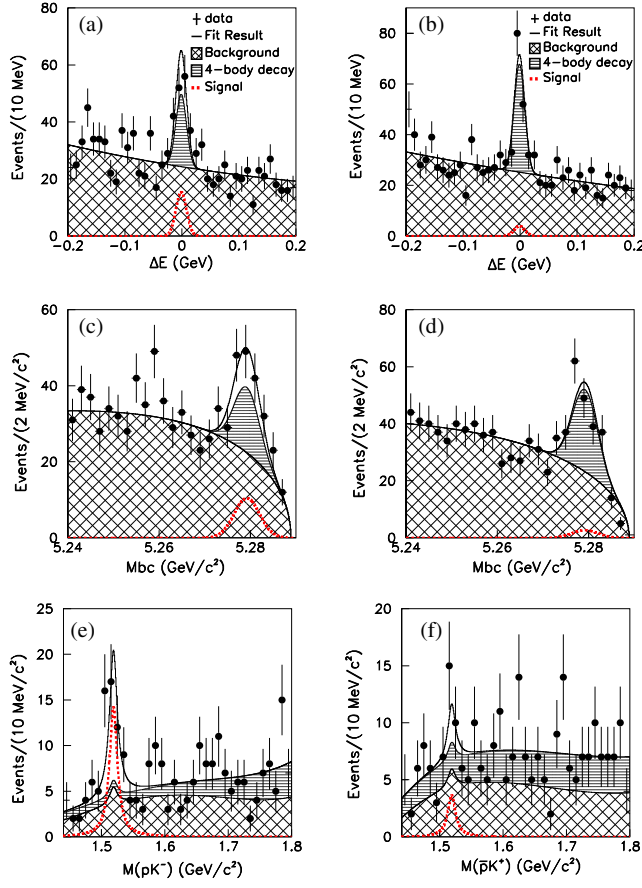 (a)
data
Fit Result
Background
4-body decay
Signal
Events/(10 MeV)
80
60
40
20
0
-0.2 -0.1 0 0.1 0.2
ΔE (GeV)
(b)
data
Fit Result
Background
4-body decay
Signal
Events/(10 MeV)
80
60
40
20
0
-0.2 -0.1 0 0.1 0.2
ΔE (GeV)
(c)
Events/(2 MeV/c²)
60
40
20
0
5.24 5.26 5.28
Mbc (GeV/c²)
(d)
Events/(2 MeV/c²)
80
60
40
20
0
5.24 5.26 5.28
Mbc (GeV/c²)
(e)
Events/(10 MeV/c²)
25
20
15
10
5
0
1.5 1.6 1.7 1.8
M(pK⁻) (GeV/c²)
(f)
Events/(10 MeV/c²)
20
15
10
5
0
1.5 1.6 1.7 1.8
M(p̄K⁺) (GeV/c²)